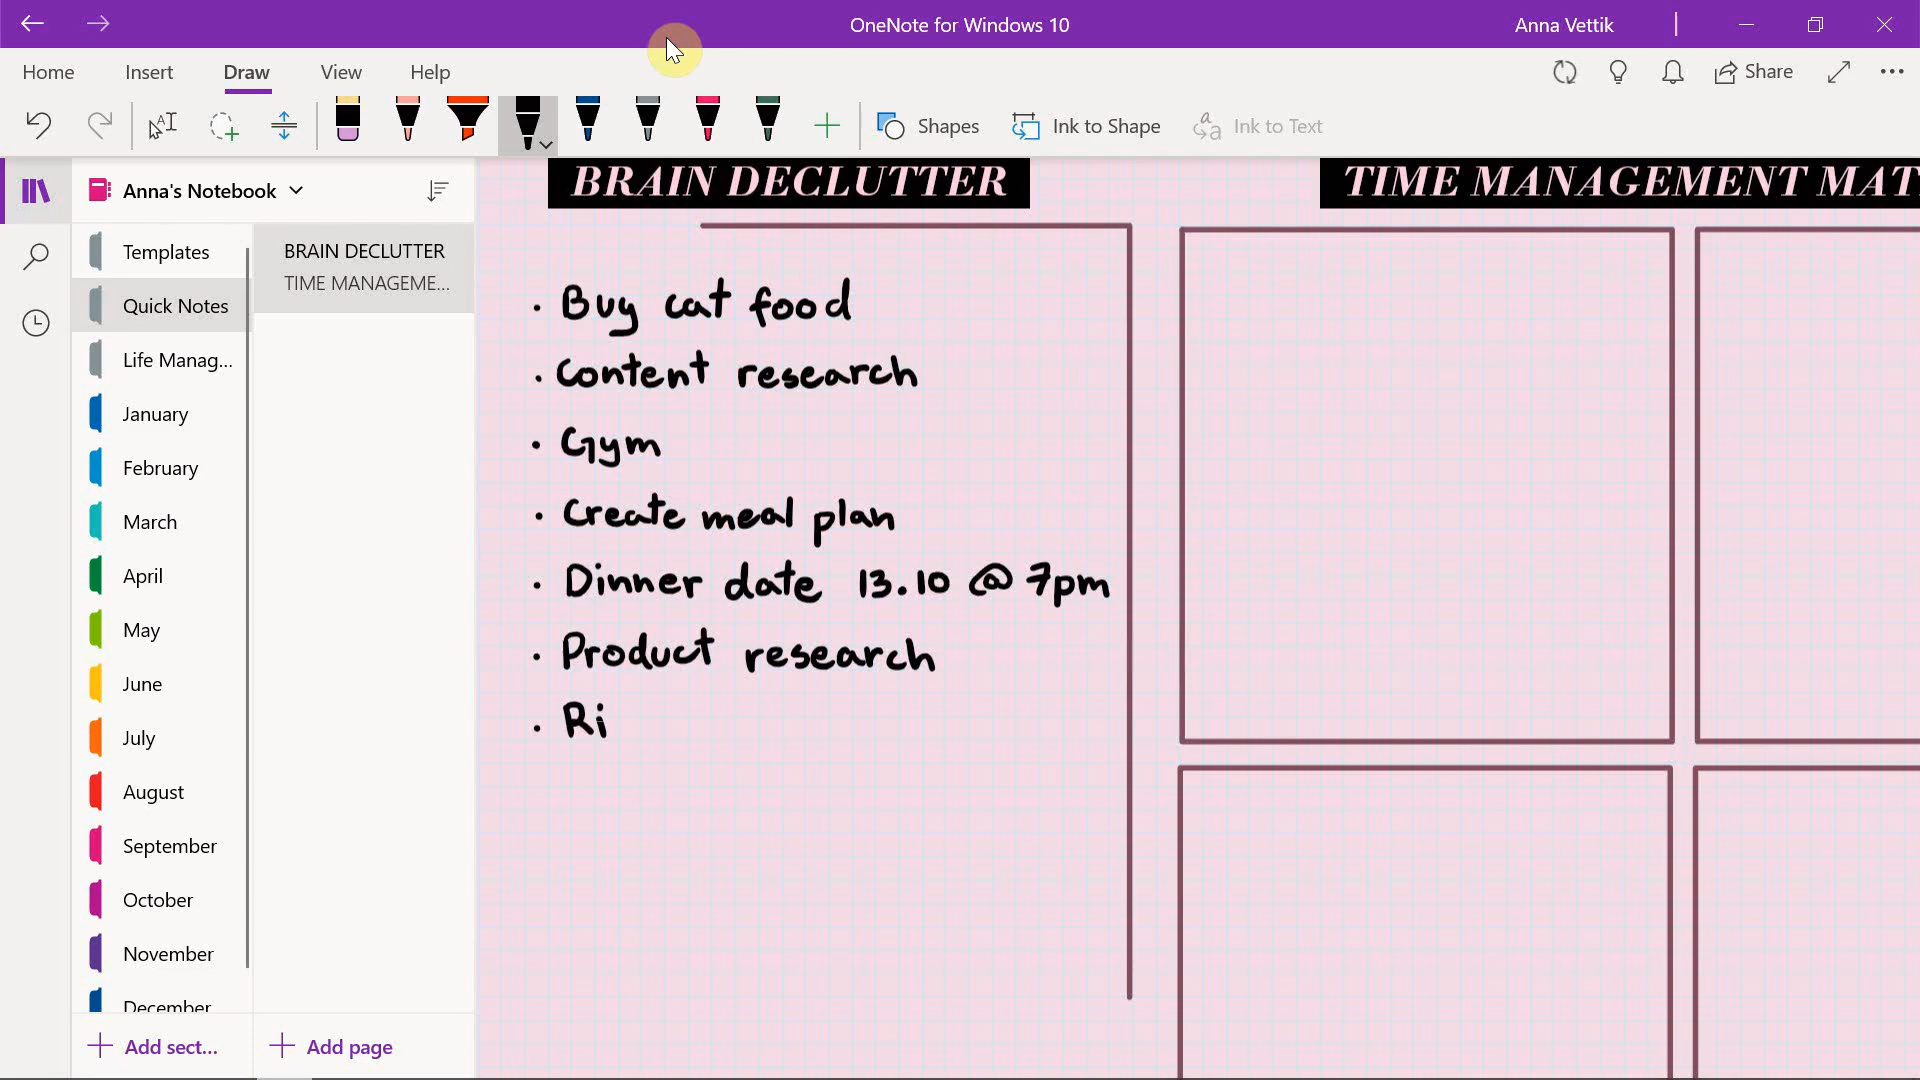 OneNote for Windows 10
Anna Vettik
Home Insert Draw View Help
Share
Shapes
Ink to Shape
Ink to Text
Anna's Notebook
Templates
Quick Notes
Life Manag...
January
February
March
April
May
June
July
August
September
October
November
December
Add sect...
BRAIN DECLUTTER
TIME MANAGEME...
Add page
BRAIN DECLUTTER
· Buy cat food
· Content research
· Gym
· Create meal plan
· Dinner date 13.10 @ 7pm
· Product research
· Ri
TIME MANAGEMENT MAT